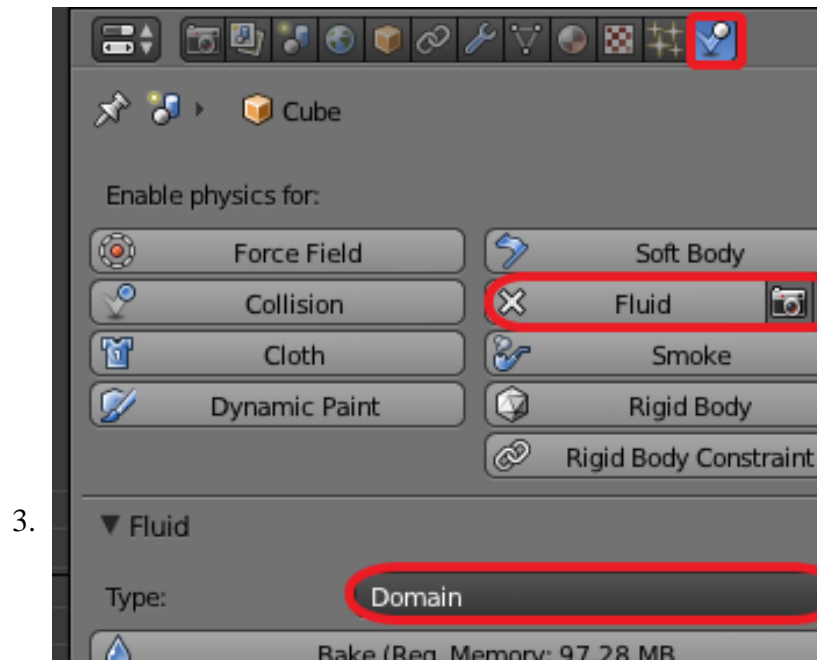 Cube
Enable physics for:
Force Field Soft Body
Collision Fluid
Cloth Smoke
Dynamic Paint Rigid Body
Rigid Body Constraint
3.
Fluid
Type: Domain
Bake (Req. Memory: 97.28 MB